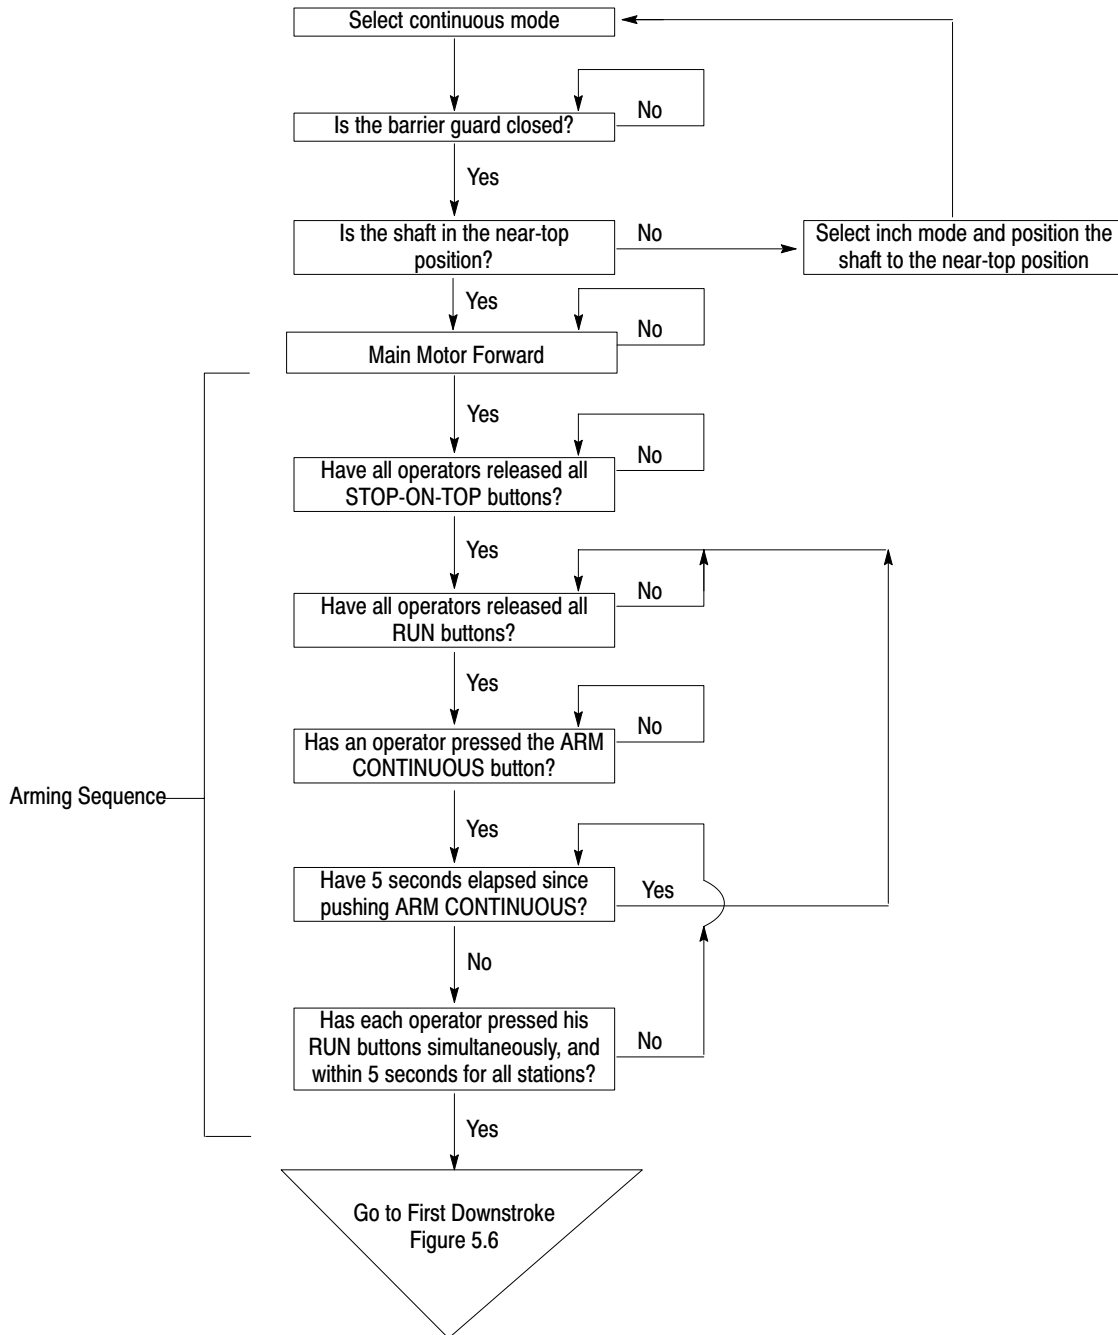 Select continuous mode
No
Is the barrier guard closed?
Yes
Is the shaft in the near-top
position?
No
Select inch mode and position the
shaft to the near-top position
Yes
No
Main Motor Forward
Yes
No
Have all operators released all
STOP-ON-TOP buttons?
Yes
No
Have all operators released all
RUN buttons?
Yes
No
Has an operator pressed the ARM
CONTINUOUS button?
Arming Sequence
Yes
Have 5 seconds elapsed since
pushing ARM CONTINUOUS?
Yes
No
Has each operator pressed his
RUN buttons simultaneously, and
within 5 seconds for all stations?
No
Yes
Go to First Downstroke
Figure 5.6